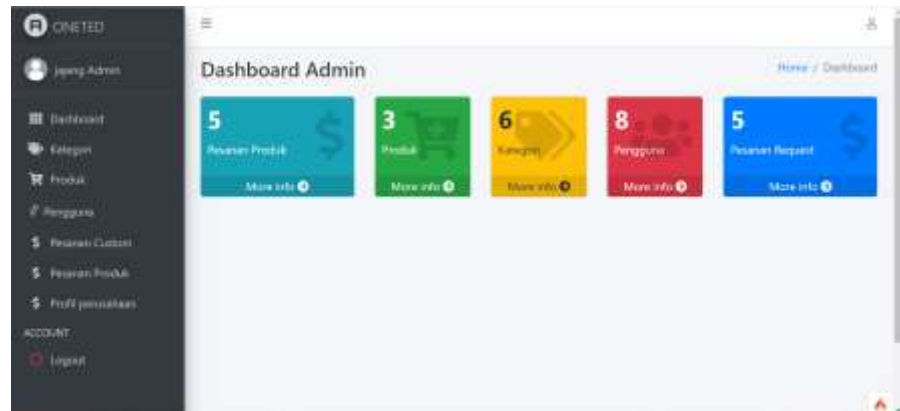 ONETED
jajang Admin
Dashboard
Kategori
Produk
Pengguna
Pesanan Custom
Pesanan Produk
Profil perusahaan
ACCOUNT
Logout
Dashboard Admin
Home / Dashboard
5
Pesanan Produk
More info
3
Produk
More info
6
Kategori
More info
8
Pengguna
More info
5
Pesanan Request
More info